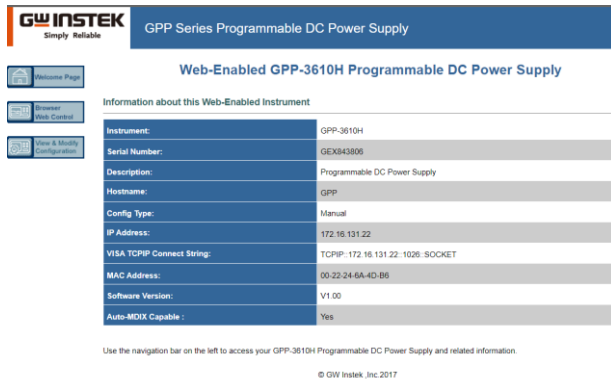 GW INSTEK
Simply Reliable
GPP Series Programmable DC Power Supply
Welcome Page
Browser
Web Control
View & Modify
Configuration
Web-Enabled GPP-3610H Programmable DC Power Supply
Information about this Web-Enabled Instrument
Instrument: GPP-3610H
Serial Number: GEX843806
Description: Programmable DC Power Supply
Hostname: GPP
Config Type: Manual
IP Address: 172.16.131.22
VISA TCPIP Connect String: TCPIP::172.16.131.22::1026::SOCKET
MAC Address: 00-22-24-6A-4D-B6
Software Version: V1.00
Auto-MDIX Capable : Yes
Use the navigation bar on the left to access your GPP-3610H Programmable DC Power Supply and related information.
© GW Instek ,Inc.2017